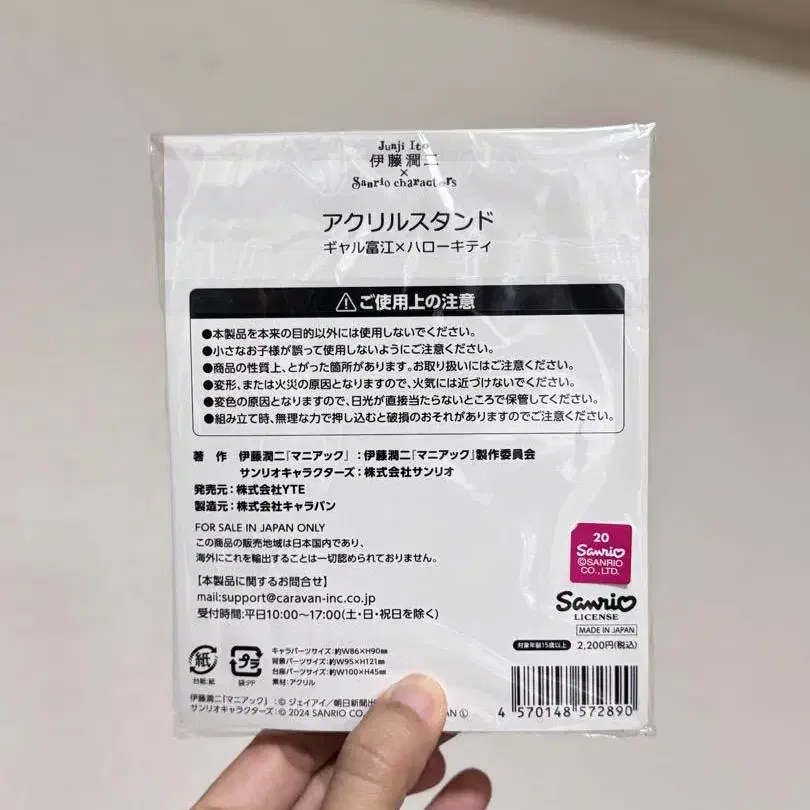 Junji Ito
伊藤潤二
×
Sanrio characters
アクリルスタンド
ギャル富江×ハローキティ
⚠ご使用上の注意
●本製品を本来の目的以外には使用しないでください。
●小さなお子様が誤って使用しないようにご注意ください。
●商品の性質上、とがった箇所があります。お取り扱いにはご注意ください。
●変形、または火災の原因となりますので、火気には近づけないでください。
●変色の原因となりますので、日光が直接当たらないところで保管してください。
●組み立て時、無理な力で押し込むと破損のおそれがありますのでご注意ください。
著 作 伊藤潤二『マニアック』：伊藤潤二『マニアック』製作委員会
サンリオキャラクターズ：株式会社サンリオ
発売元：株式会社YTE
製造元：株式会社キャラバン
FOR SALE IN JAPAN ONLY
この商品の販売地域は日本国内であり、
海外にこれを輸出することは一切認められておりません。
【本製品に関するお問合せ】
mail:support@caravan-inc.co.jp
受付時間:平日10:00〜17:00(土・日・祝日を除く)
20
Sanrio
©SANRIO
CO., LTD.
Sanrio
LICENSE
MADE IN JAPAN
対象年齢15歳以上
2,200円(税込)
紙
台紙:紙
プラ
袋:PP
キャラパーツサイズ：約W86×H90㎜
背景パーツサイズ：約W95×H121㎜
台座パーツサイズ：約W100×H45㎜
素材：アクリル
伊藤潤二『マニアック』：© ジェイアイ／朝日新聞出
サンリオキャラクターズ：© 2024 SANRIO CO. PAN Ⓛ
4 570148 572890